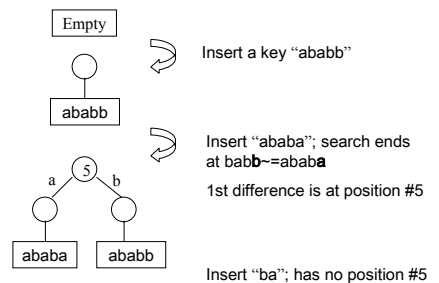 Empty
Insert a key “ababb”
ababb
Insert “ababa”; search ends
at babb~=ababa
1st difference is at position #5
a 5 b
ababa ababb
Insert “ba”; has no position #5